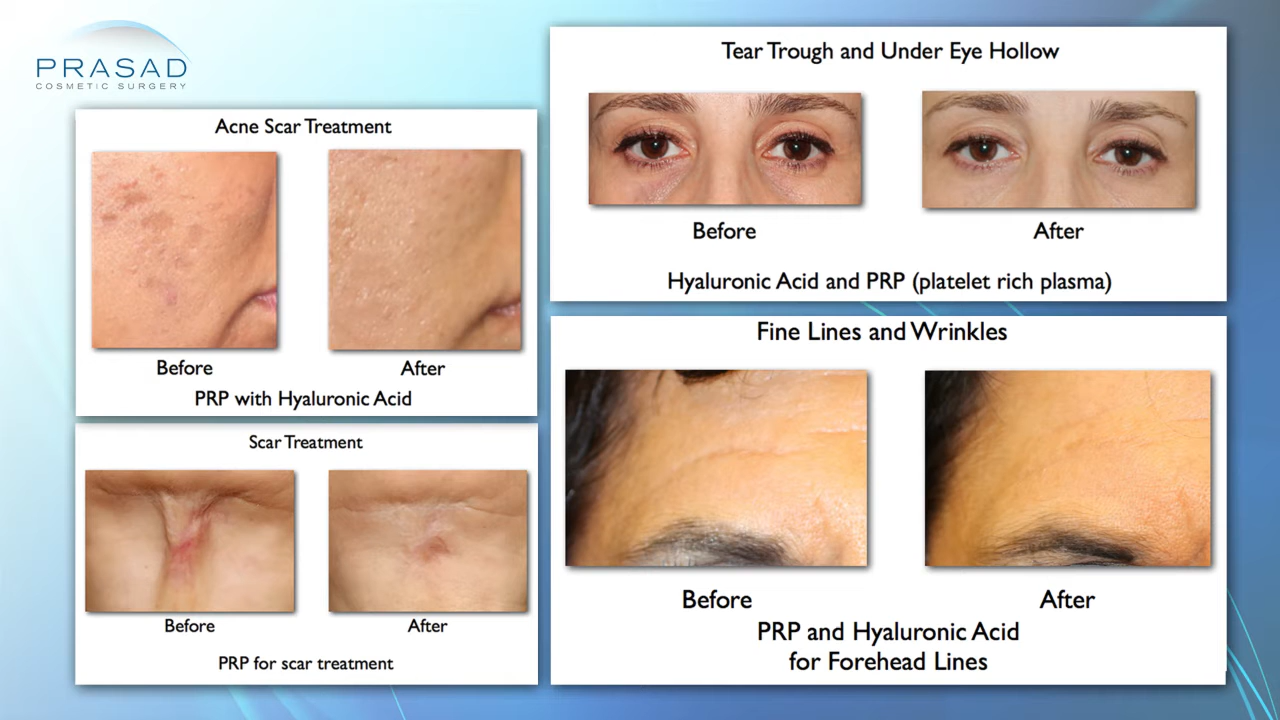 PRASAD
COSMETIC SURGERY
Acne Scar Treatment
Before
After
PRP with Hyaluronic Acid
Scar Treatment
Before
After
PRP for scar treatment
Tear Trough and Under Eye Hollow
Before
After
Hyaluronic Acid and PRP (platelet rich plasma)
Fine Lines and Wrinkles
Before
After
PRP and Hyaluronic Acid
for Forehead Lines